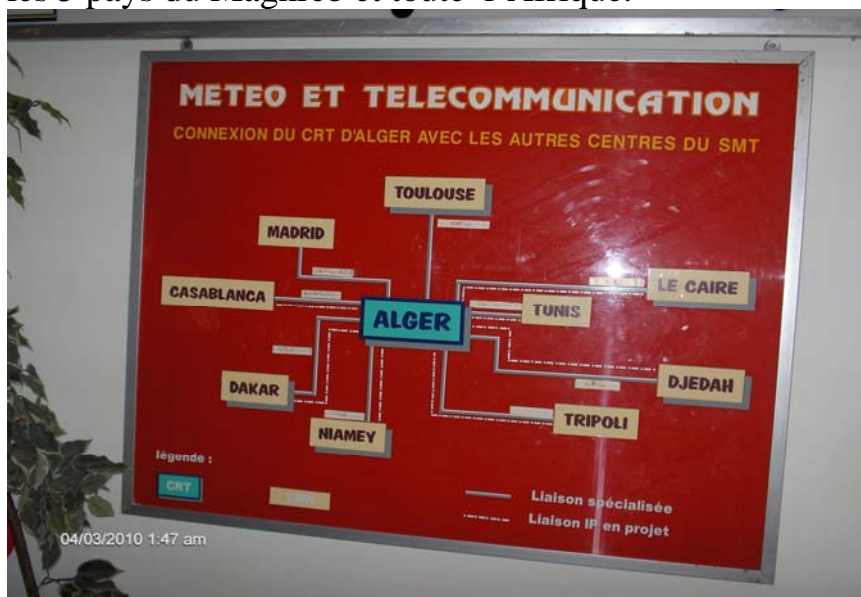 les 3 pays du Maghreb et toute l'Afrique.
METEO ET TELECOMMUNICATION
CONNEXION DU CRT D'ALGER AVEC LES AUTRES CENTRES DU SMT
TOULOUSE
MADRID
CASABLANCA
LE CAIRE
TUNIS
ALGER
DAKAR
DJEDAH
NIAMEY
TRIPOLI
légende :
CRT
Liaison spécialisée
Liaison IP en projet
04/03/2010 1:47 am